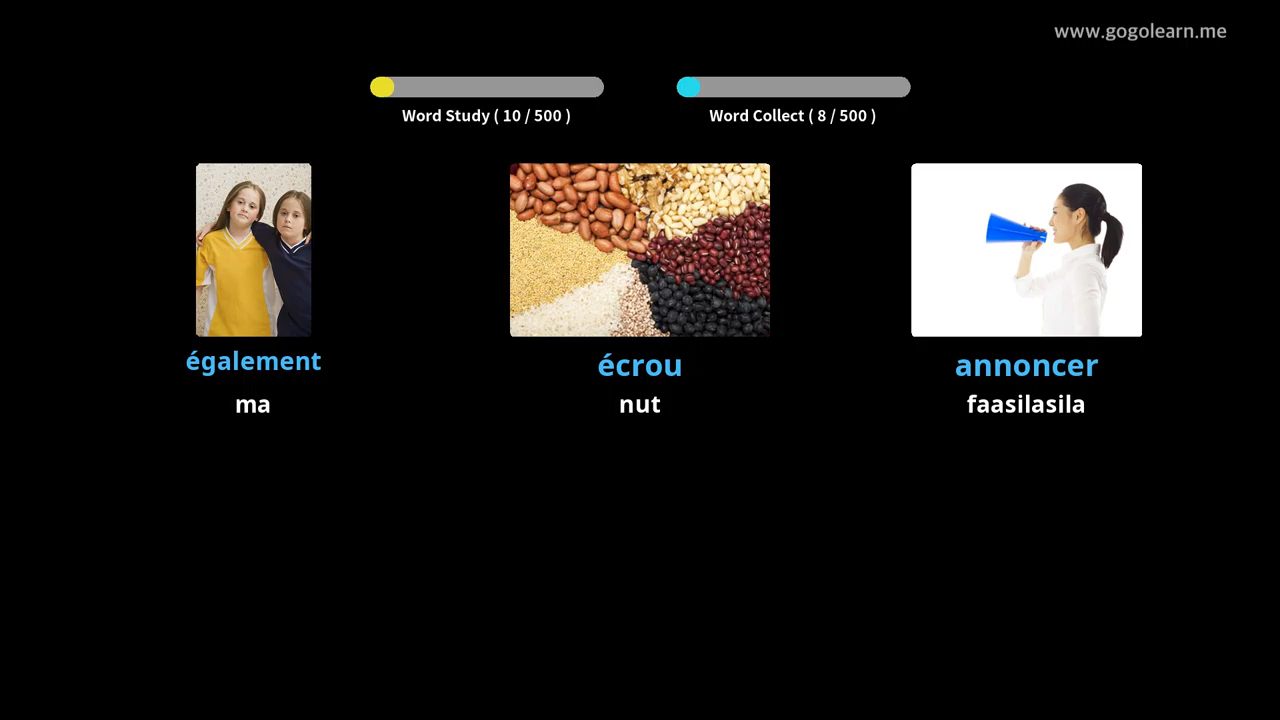 www.gogolearn.me
Word Study ( 10 / 500 )
Word Collect ( 8 / 500 )
également
écrou
annoncer
ma
nut
faasilasila